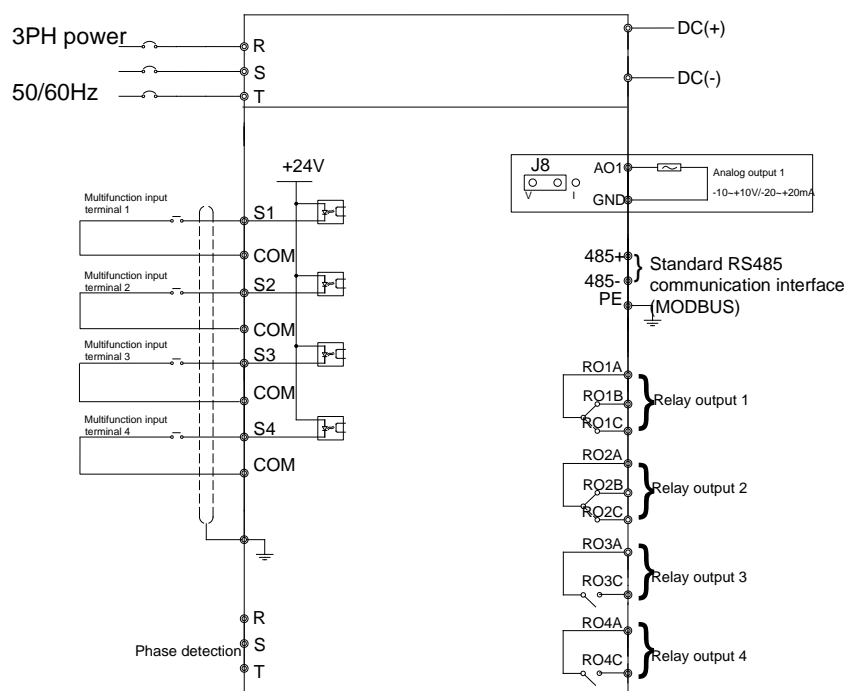 3PH power
50/60Hz
R
S
T
DC(+)
DC(-)
+24V
J8
V
I
AO1
GND
Analog output 1
-10~+10V/-20~+20mA
Multifunction input
terminal 1
S1
COM
Multifunction input
terminal 2
S2
COM
Multifunction input
terminal 3
S3
COM
Multifunction input
terminal 4
S4
COM
485+
485-
PE
Standard RS485
communication interface
(MODBUS)
RO1A
RO1B
RO1C
Relay output 1
RO2A
RO2B
RO2C
Relay output 2
RO3A
RO3C
Relay output 3
RO4A
RO4C
Relay output 4
Phase detection
R
S
T